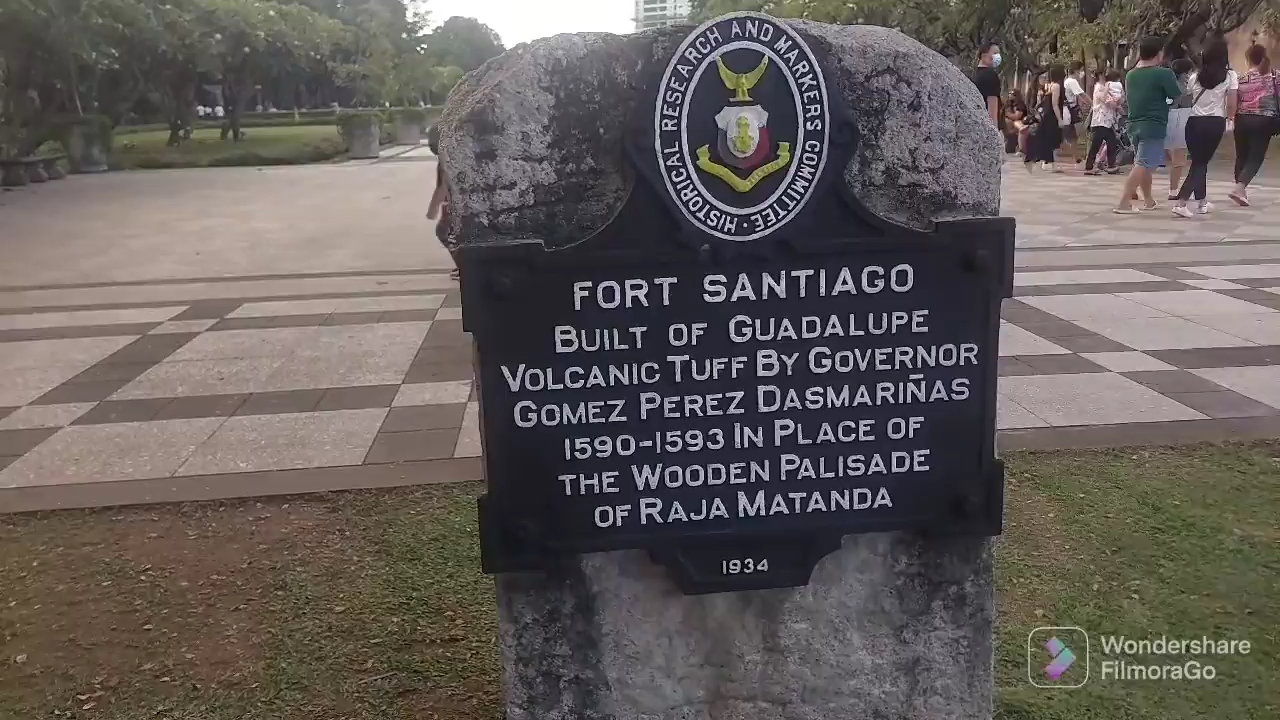 HISTORICAL RESEARCH AND MARKERS COMMITTEE
FORT SANTIAGO
BUILT OF GUADALUPE
VOLCANIC TUFF BY GOVERNOR
GOMEZ PEREZ DASMARIÑAS
1590-1593 IN PLACE OF
THE WOODEN PALISADE
OF RAJA MATANDA
1934
Wondershare
FilmoraGo